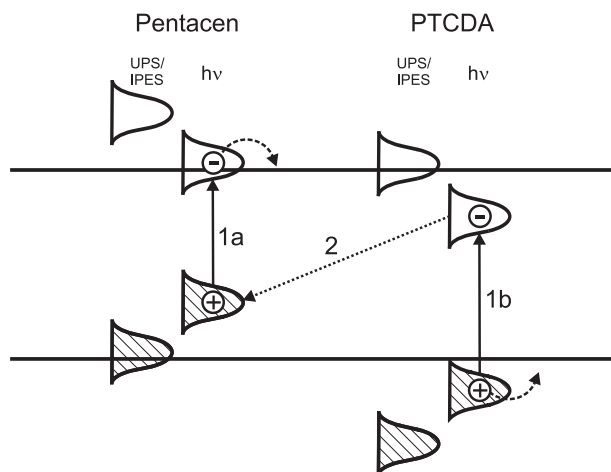 Pentacen PTCDA
UPS/ UPS/
IPES hν IPES hν
1a
2
1b